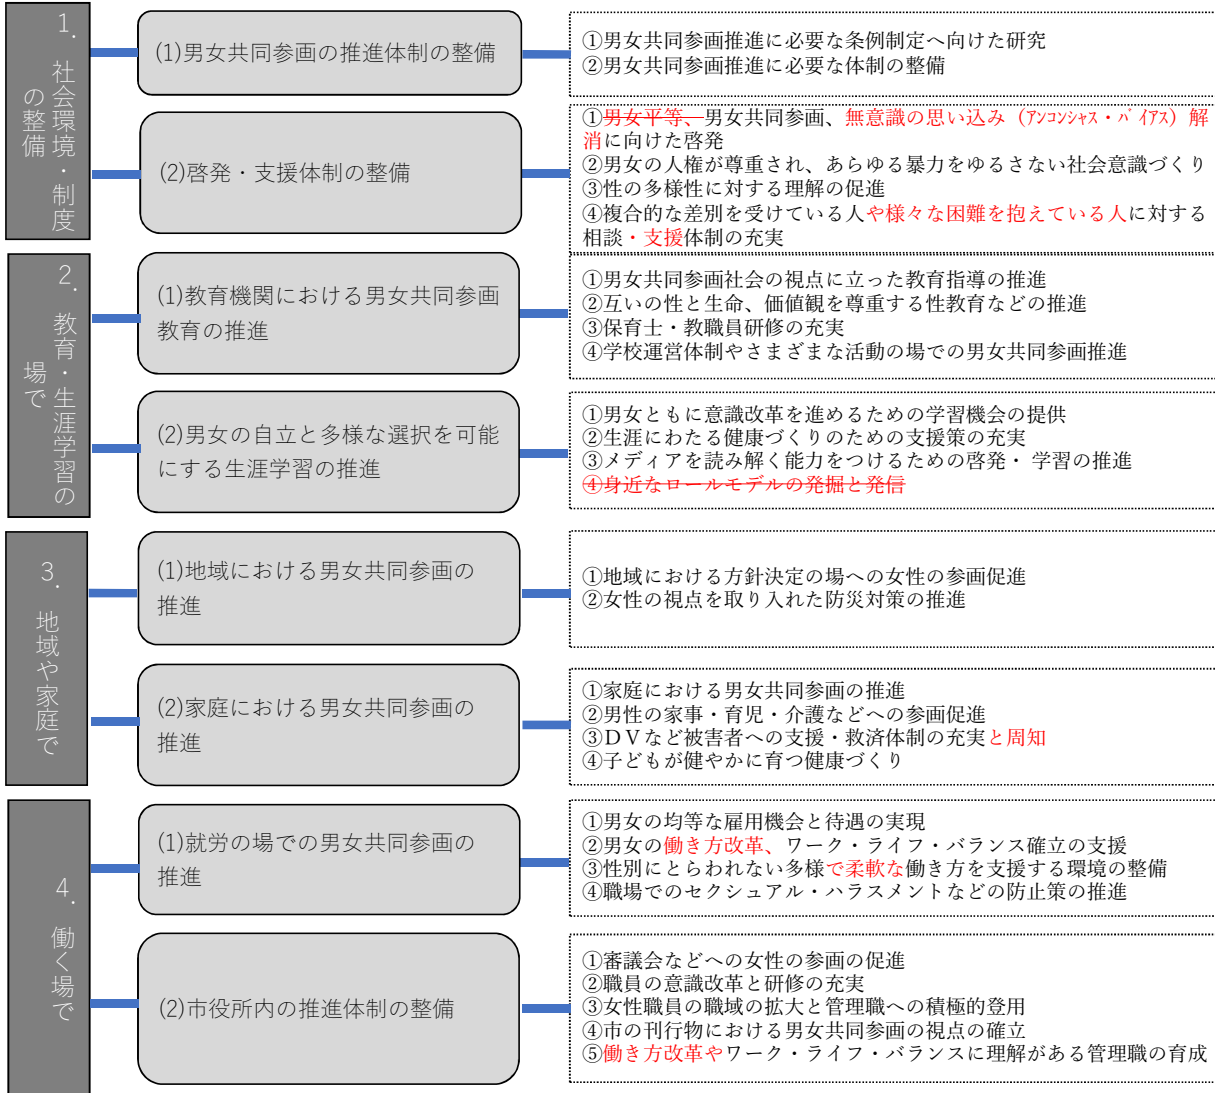 1. 社会環境・制度
の整備
(1)男女共同参画の推進体制の整備
①男女共同参画推進に必要な条例制定へ向けた研究
②男女共同参画推進に必要な体制の整備
(2)啓発・支援体制の整備
①男女平等、男女共同参画、無意識の思い込み（ｱﾝｺﾝｼｬｽ・ﾊﾞｲｱｽ）解
消に向けた啓発
②男女の人権が尊重され、あらゆる暴力をゆるさない社会意識づくり
③性の多様性に対する理解の促進
④複合的な差別を受けている人や様々な困難を抱えている人に対する
相談・支援体制の充実
2. 教育・生涯学習の
場で
(1)教育機関における男女共同参画
教育の推進
①男女共同参画社会の視点に立った教育指導の推進
②互いの性と生命、価値観を尊重する性教育などの推進
③保育士・教職員研修の充実
④学校運営体制やさまざまな活動の場での男女共同参画推進
(2)男女の自立と多様な選択を可能
にする生涯学習の推進
①男女ともに意識改革を進めるための学習機会の提供
②生涯にわたる健康づくりのための支援策の充実
③メディアを読み解く能力をつけるための啓発・ 学習の推進
④身近なロールモデルの発掘と発信
3. 地域や家庭で
(1)地域における男女共同参画の
推進
①地域における方針決定の場への女性の参画促進
②女性の視点を取り入れた防災対策の推進
(2)家庭における男女共同参画の
推進
①家庭における男女共同参画の推進
②男性の家事・育児・介護などへの参画促進
③ＤＶなど被害者への支援・救済体制の充実と周知
④子どもが健やかに育つ健康づくり
4. 働く場で
(1)就労の場での男女共同参画の
推進
①男女の均等な雇用機会と待遇の実現
②男女の働き方改革、ワーク・ライフ・バランス確立の支援
③性別にとらわれない多様で柔軟な働き方を支援する環境の整備
④職場でのセクシュアル・ハラスメントなどの防止策の推進
(2)市役所内の推進体制の整備
①審議会などへの女性の参画の促進
②職員の意識改革と研修の充実
③女性職員の職域の拡大と管理職への積極的登用
④市の刊行物における男女共同参画の視点の確立
⑤働き方改革やワーク・ライフ・バランスに理解がある管理職の育成